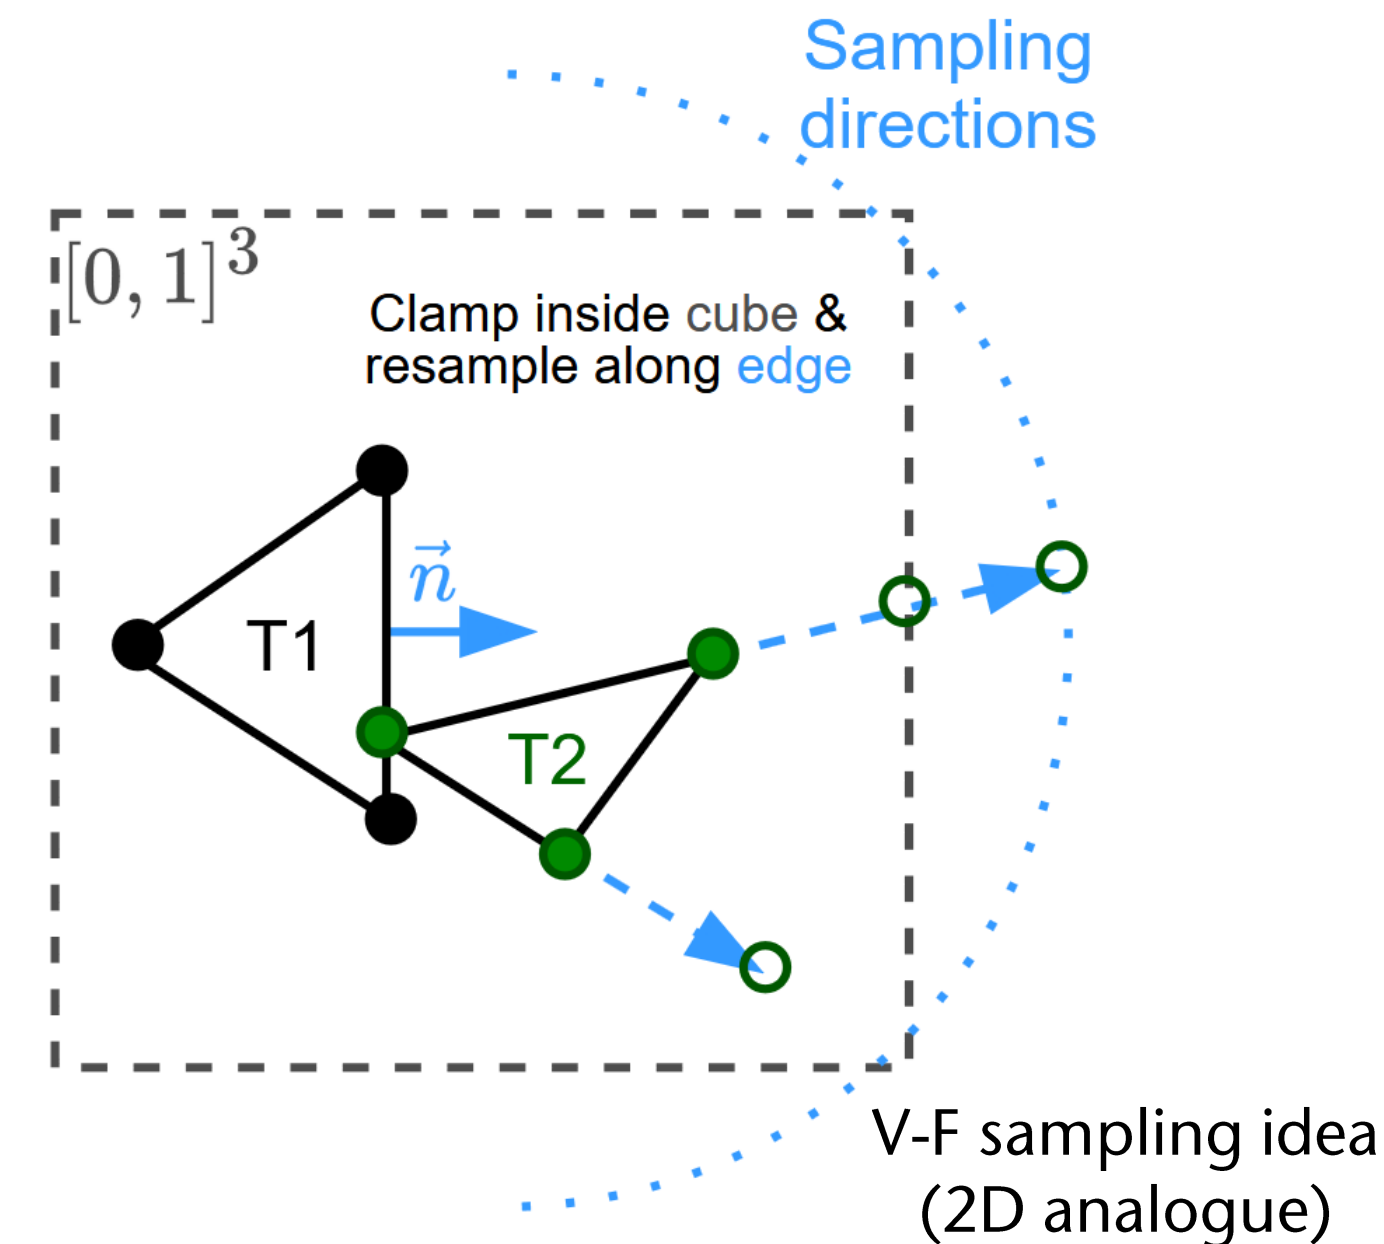 Sampling
directions
[0, 1]³
Clamp inside cube &
resample along edge
n⃗
T1
T2
V-F sampling idea
(2D analogue)